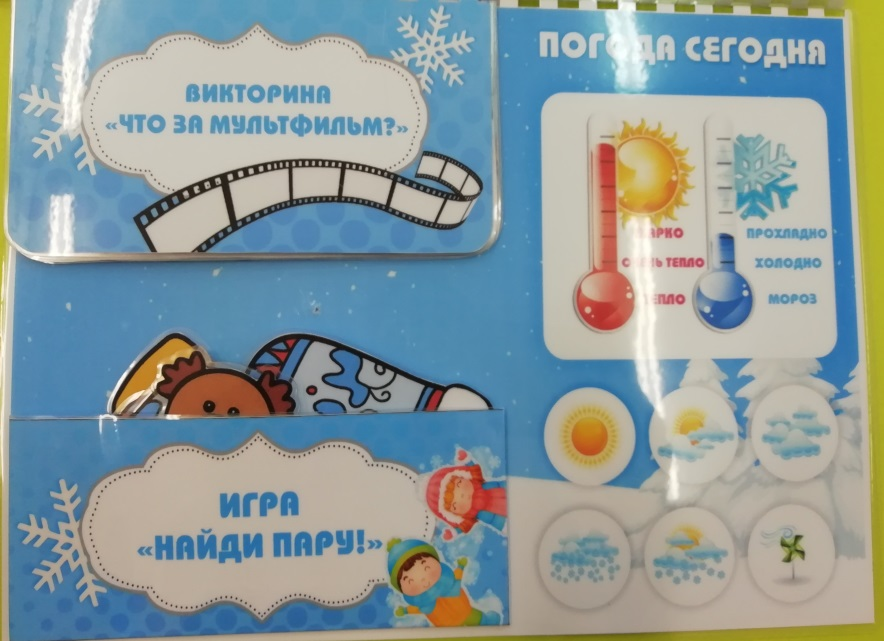 ВИКТОРИНА
«ЧТО ЗА МУЛЬТФИЛЬМ?»
ИГРА
«НАЙДИ ПАРУ!»
ПОГОДА СЕГОДНЯ
ЖАРКО
ОЧЕНЬ ТЕПЛО
ТЕПЛО
ПРОХЛАДНО
ХОЛОДНО
МОРОЗ